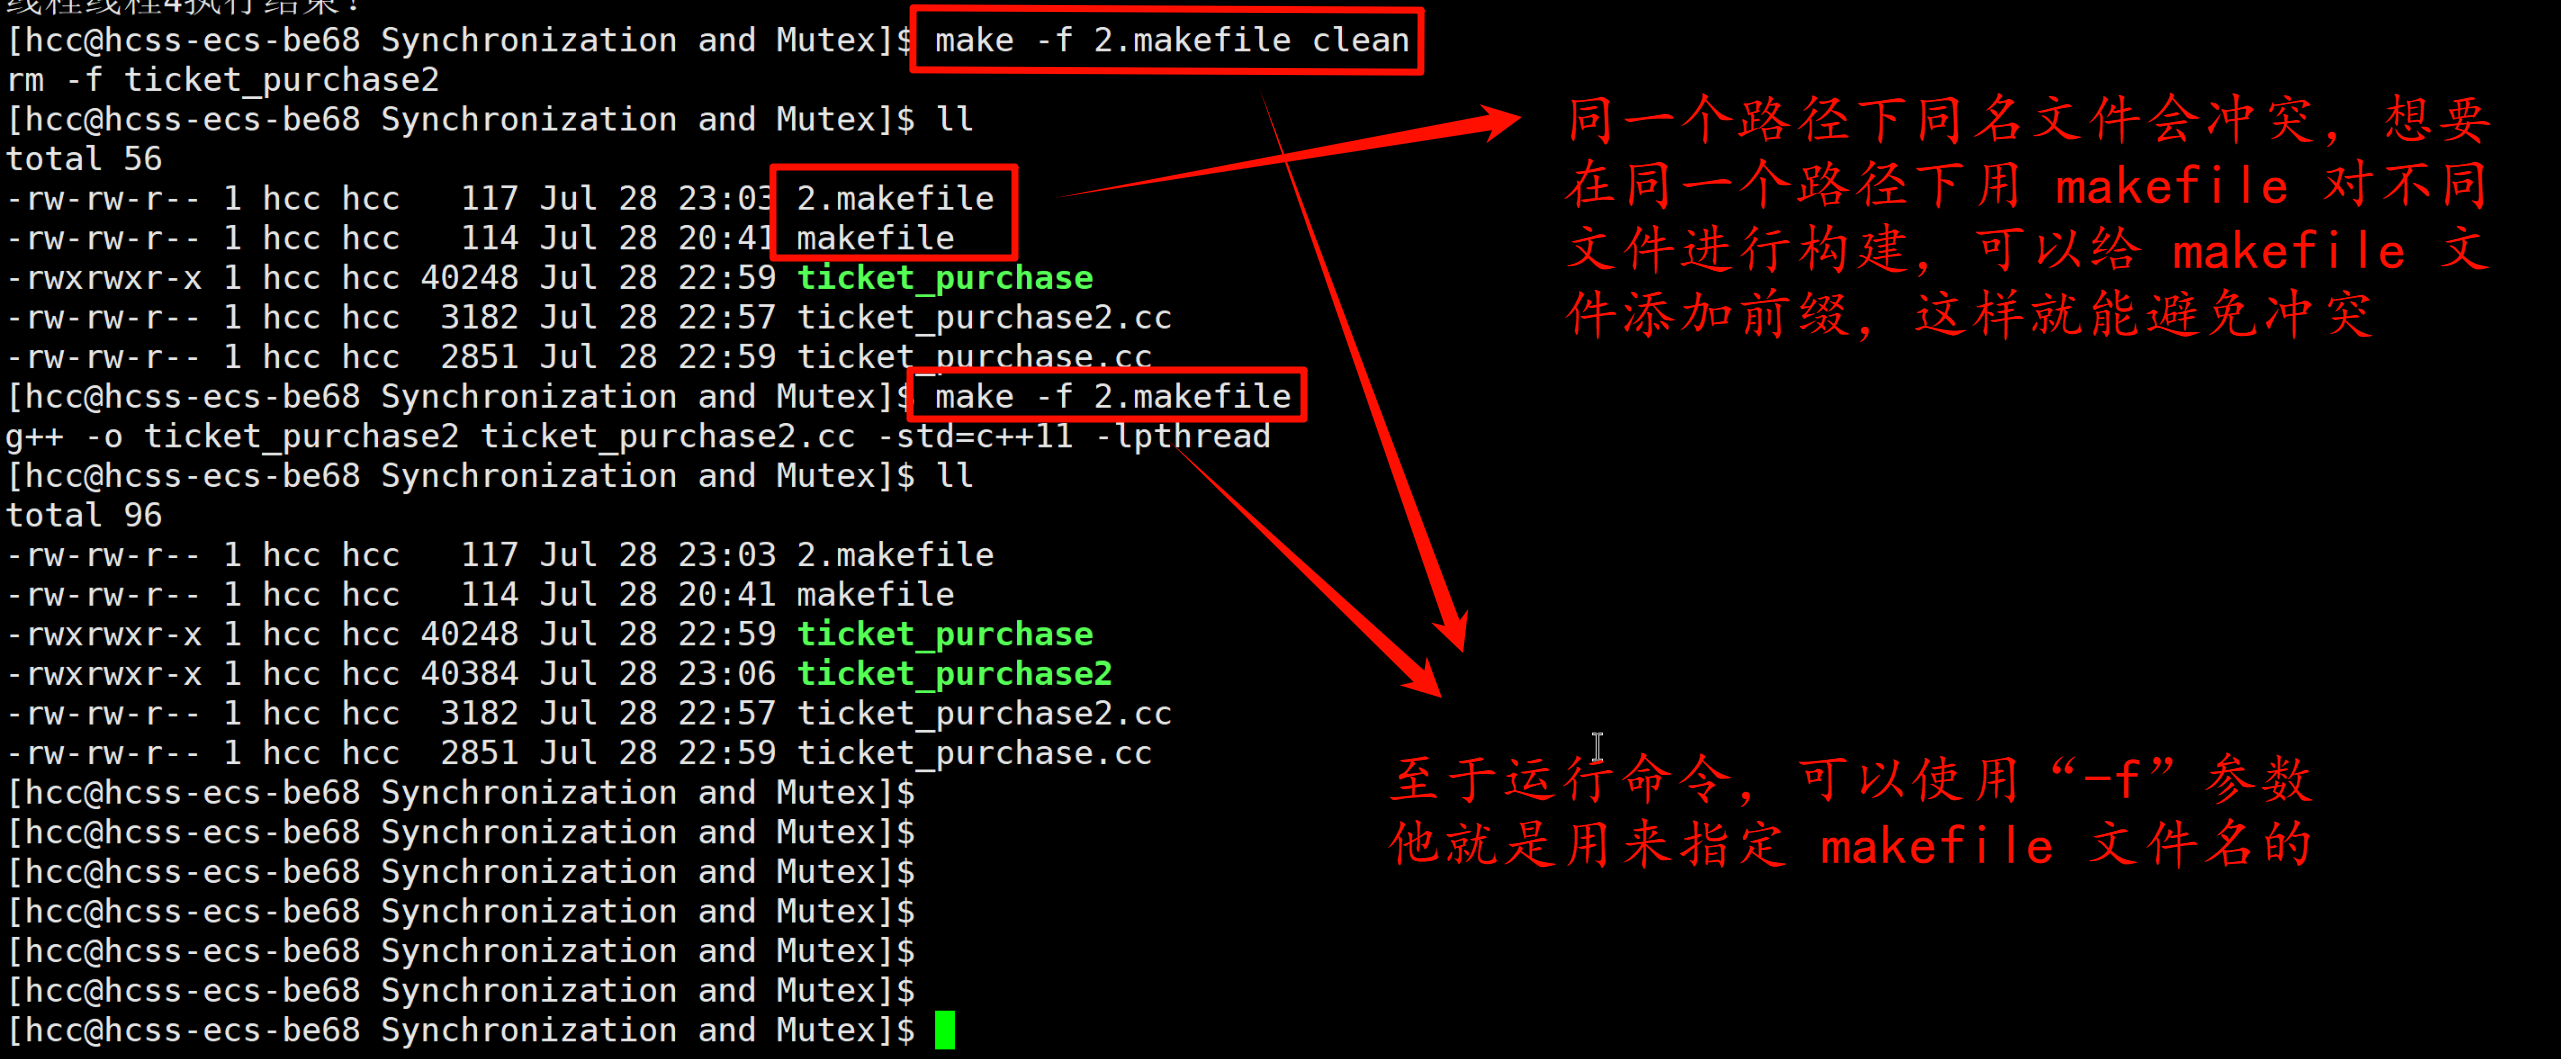 线程线程4执行结束!
[hcc@hcss-ecs-be68 Synchronization and Mutex]$ make -f 2.makefile clean
rm -f ticket_purchase2
[hcc@hcss-ecs-be68 Synchronization and Mutex]$ ll
total 56
-rw-rw-r-- 1 hcc hcc   117 Jul 28 23:03 2.makefile
-rw-rw-r-- 1 hcc hcc   114 Jul 28 20:41 makefile
-rwxrwxr-x 1 hcc hcc 40248 Jul 28 22:59 ticket_purchase
-rw-rw-r-- 1 hcc hcc  3182 Jul 28 22:57 ticket_purchase2.cc
-rw-rw-r-- 1 hcc hcc  2851 Jul 28 22:59 ticket_purchase.cc
[hcc@hcss-ecs-be68 Synchronization and Mutex]$ make -f 2.makefile
g++ -o ticket_purchase2 ticket_purchase2.cc -std=c++11 -lpthread
[hcc@hcss-ecs-be68 Synchronization and Mutex]$ ll
total 96
-rw-rw-r-- 1 hcc hcc   117 Jul 28 23:03 2.makefile
-rw-rw-r-- 1 hcc hcc   114 Jul 28 20:41 makefile
-rwxrwxr-x 1 hcc hcc 40248 Jul 28 22:59 ticket_purchase
-rwxrwxr-x 1 hcc hcc 40384 Jul 28 23:06 ticket_purchase2
-rw-rw-r-- 1 hcc hcc  3182 Jul 28 22:57 ticket_purchase2.cc
-rw-rw-r-- 1 hcc hcc  2851 Jul 28 22:59 ticket_purchase.cc
[hcc@hcss-ecs-be68 Synchronization and Mutex]$
[hcc@hcss-ecs-be68 Synchronization and Mutex]$
[hcc@hcss-ecs-be68 Synchronization and Mutex]$
[hcc@hcss-ecs-be68 Synchronization and Mutex]$
[hcc@hcss-ecs-be68 Synchronization and Mutex]$
[hcc@hcss-ecs-be68 Synchronization and Mutex]$
[hcc@hcss-ecs-be68 Synchronization and Mutex]$
同一个路径下同名文件会冲突，想要
在同一个路径下用 makefile 对不同
文件进行构建，可以给 makefile 文
件添加前缀，这样就能避免冲突
至于运行命令，可以使用“-f”参数
他就是用来指定 makefile 文件名的